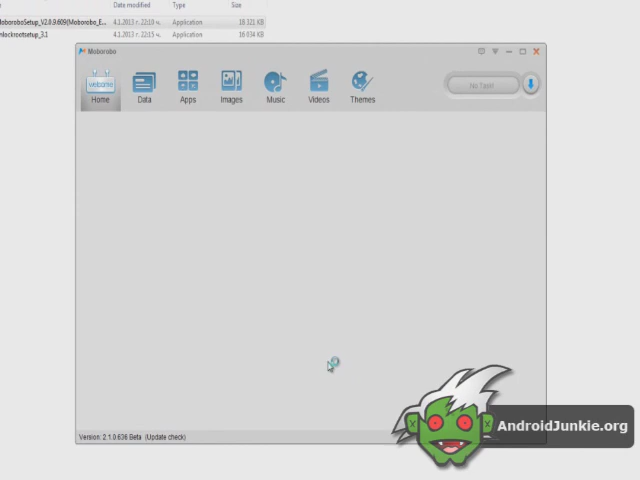 Date modified Type Size
MoboroboSetup_V2.0.9.609(Moborobo_E... 4.1.2013 г. 22:10 ч. Application 18 321 KB
nlockrootsetup_3.1 4.1.2013 г. 22:15 ч. Application 16 034 KB
Moborobo
welcome
Home Data Apps Images Music Videos Themes
No Task!
Version: 2.1.0.636 Beta (Update check)
AndroidJunkie.org